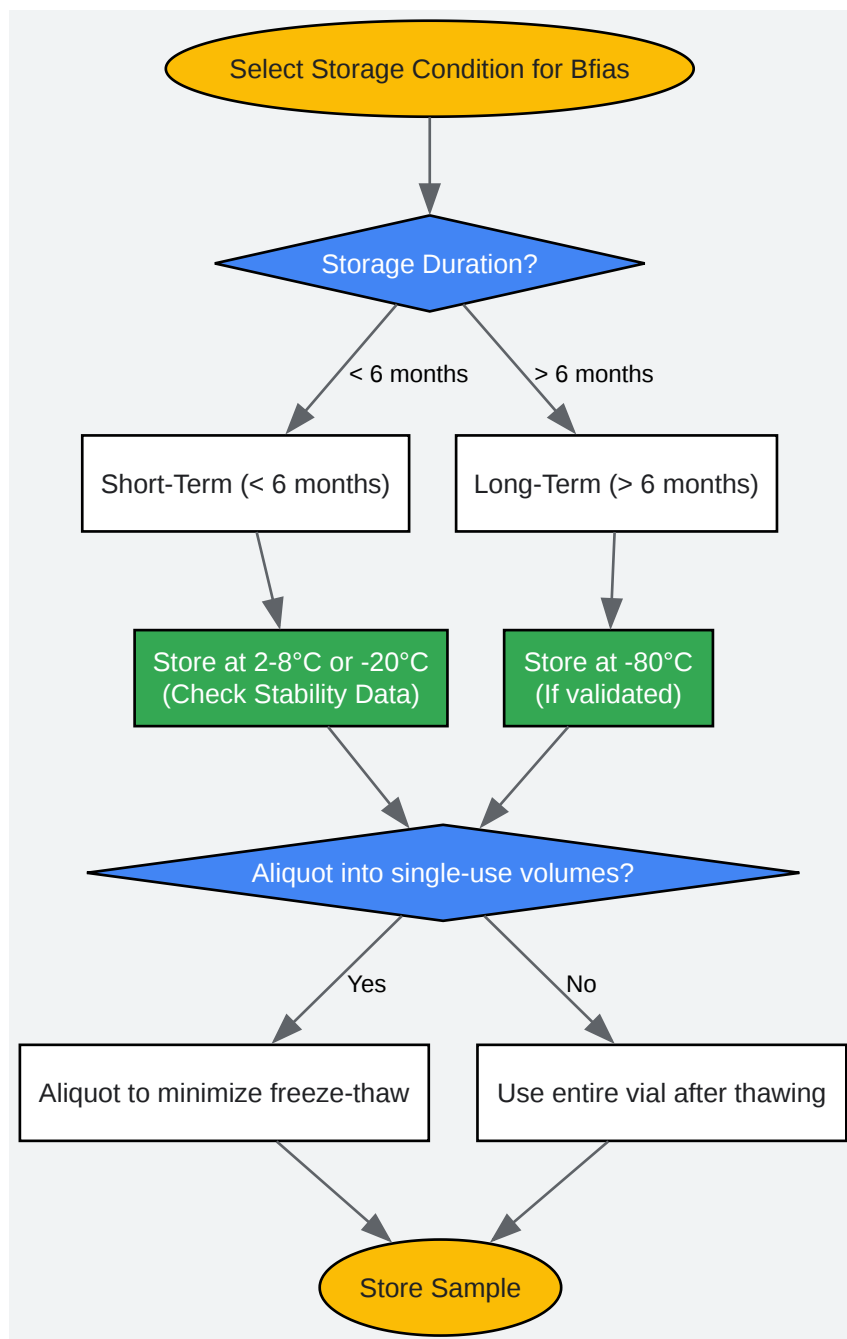 Select Storage Condition for Bfias
Storage Duration?
< 6 months
> 6 months
Short-Term (< 6 months)
Long-Term (> 6 months)
Store at 2-8°C or -20°C
(Check Stability Data)
Store at -80°C
(If validated)
Aliquot into single-use volumes?
Yes
No
Aliquot to minimize freeze-thaw
Use entire vial after thawing
Store Sample